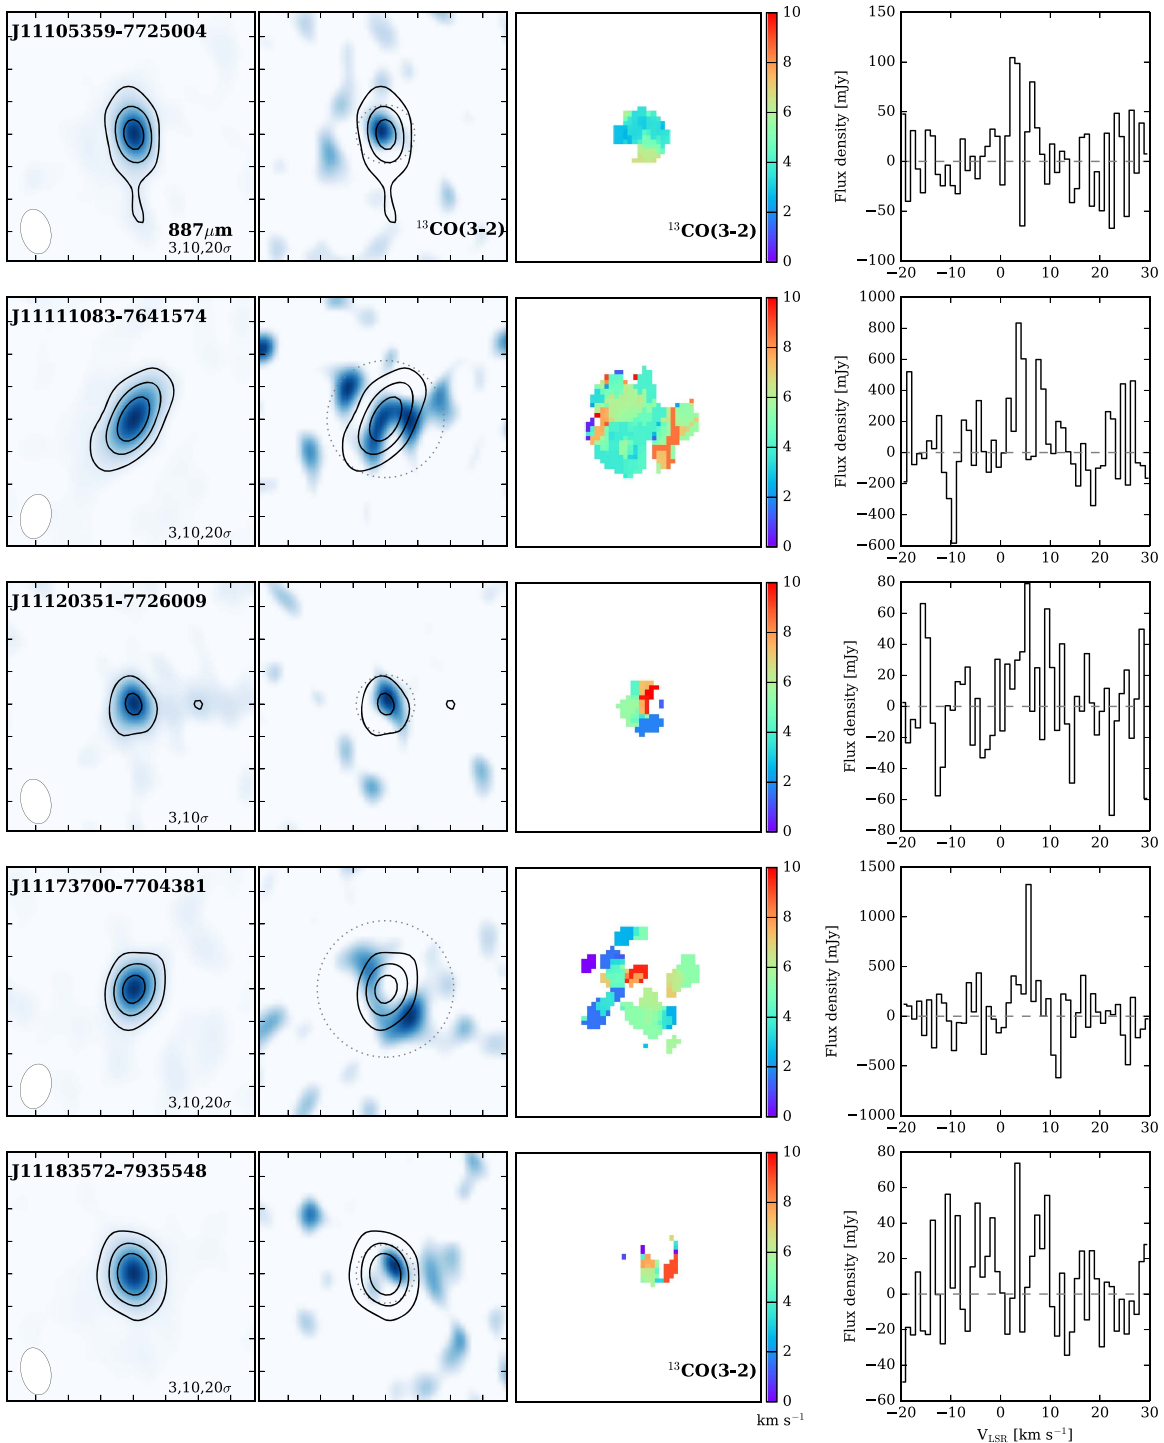 J11105359-7725004
887μm
3,10,20σ
¹³CO(3-2)
¹³CO(3-2)
10
8
6
4
2
0
Flux density [mJy]
150
100
50
0
−50
−100
−20 −10 0 10 20 30
J11111083-7641574
3,10,20σ
10
8
6
4
2
0
Flux density [mJy]
1000
800
600
400
200
0
−200
−400
−600
−20 −10 0 10 20 30
J11120351-7726009
3,10σ
10
8
6
4
2
0
Flux density [mJy]
80
60
40
20
0
−20
−40
−60
−80
−20 −10 0 10 20 30
J11173700-7704381
3,10,20σ
10
8
6
4
2
0
Flux density [mJy]
1500
1000
500
0
−500
−1000
−20 −10 0 10 20 30
J11183572-7935548
3,10,20σ
¹³CO(3-2)
10
8
6
4
2
0
km s⁻¹
Flux density [mJy]
80
60
40
20
0
−20
−40
−60
−20 −10 0 10 20 30
V_LSR [km s⁻¹]